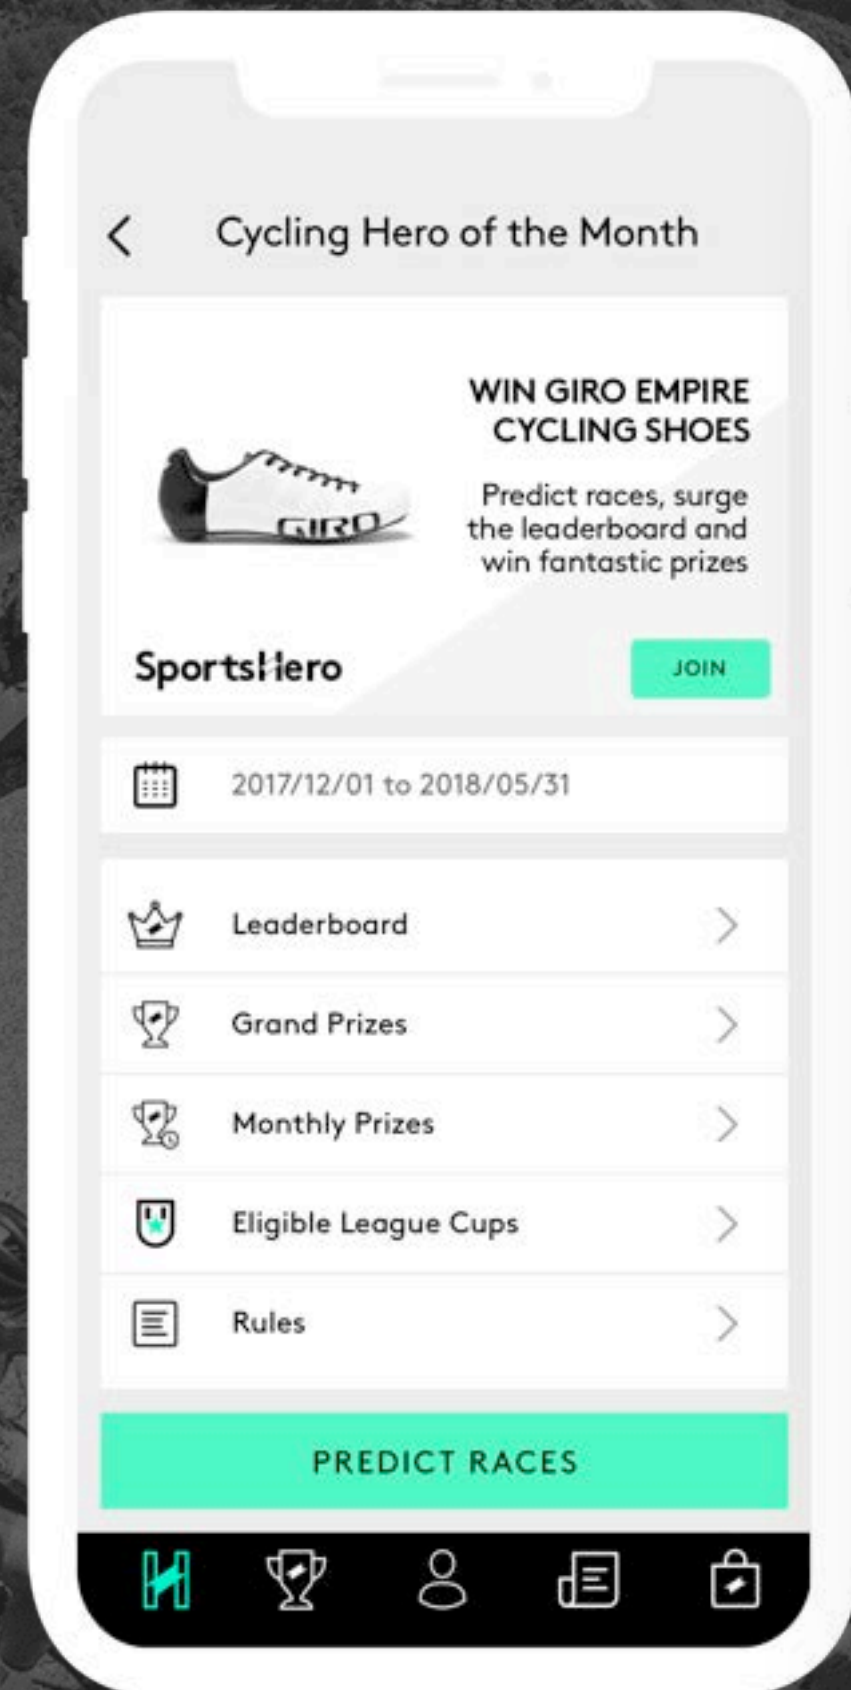 Cycling Hero of the Month
WIN GIRO EMPIRE
CYCLING SHOES
Predict races, surge
the leaderboard and
win fantastic prizes
GIRO
SportsHero
JOIN
2017/12/01 to 2018/05/31
Leaderboard
Grand Prizes
Monthly Prizes
Eligible League Cups
Rules
PREDICT RACES